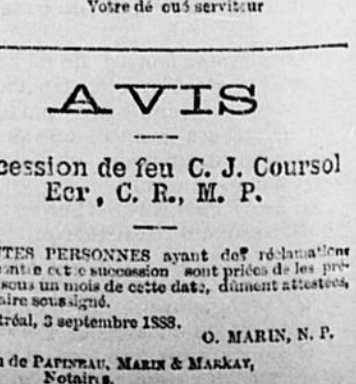 Votre dé oué serviteur
AVIS
cession de feu C. J. Coursol
Ecr, C. R., M. P.
TES PERSONNES ayant des réclamations
ontre cette succession sont priées de les pré-
sous un mois de cette date, dûment attestées,
aire soussigné.
tréal, 3 septembre 1888.
O. MARIN, N. P.
de PAPINEAU, MARIN & MARKAY,
Notaires.